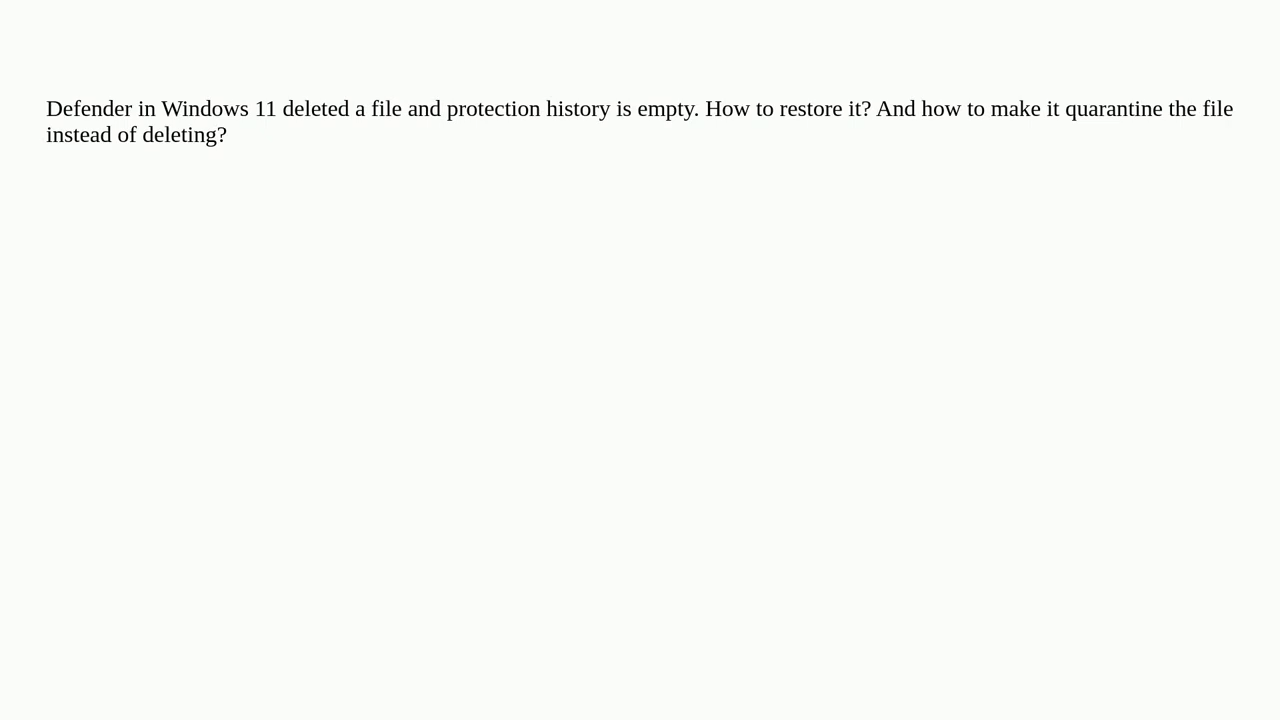 Defender in Windows 11 deleted a file and protection history is empty. How to restore it? And how to make it quarantine the file
instead of deleting?